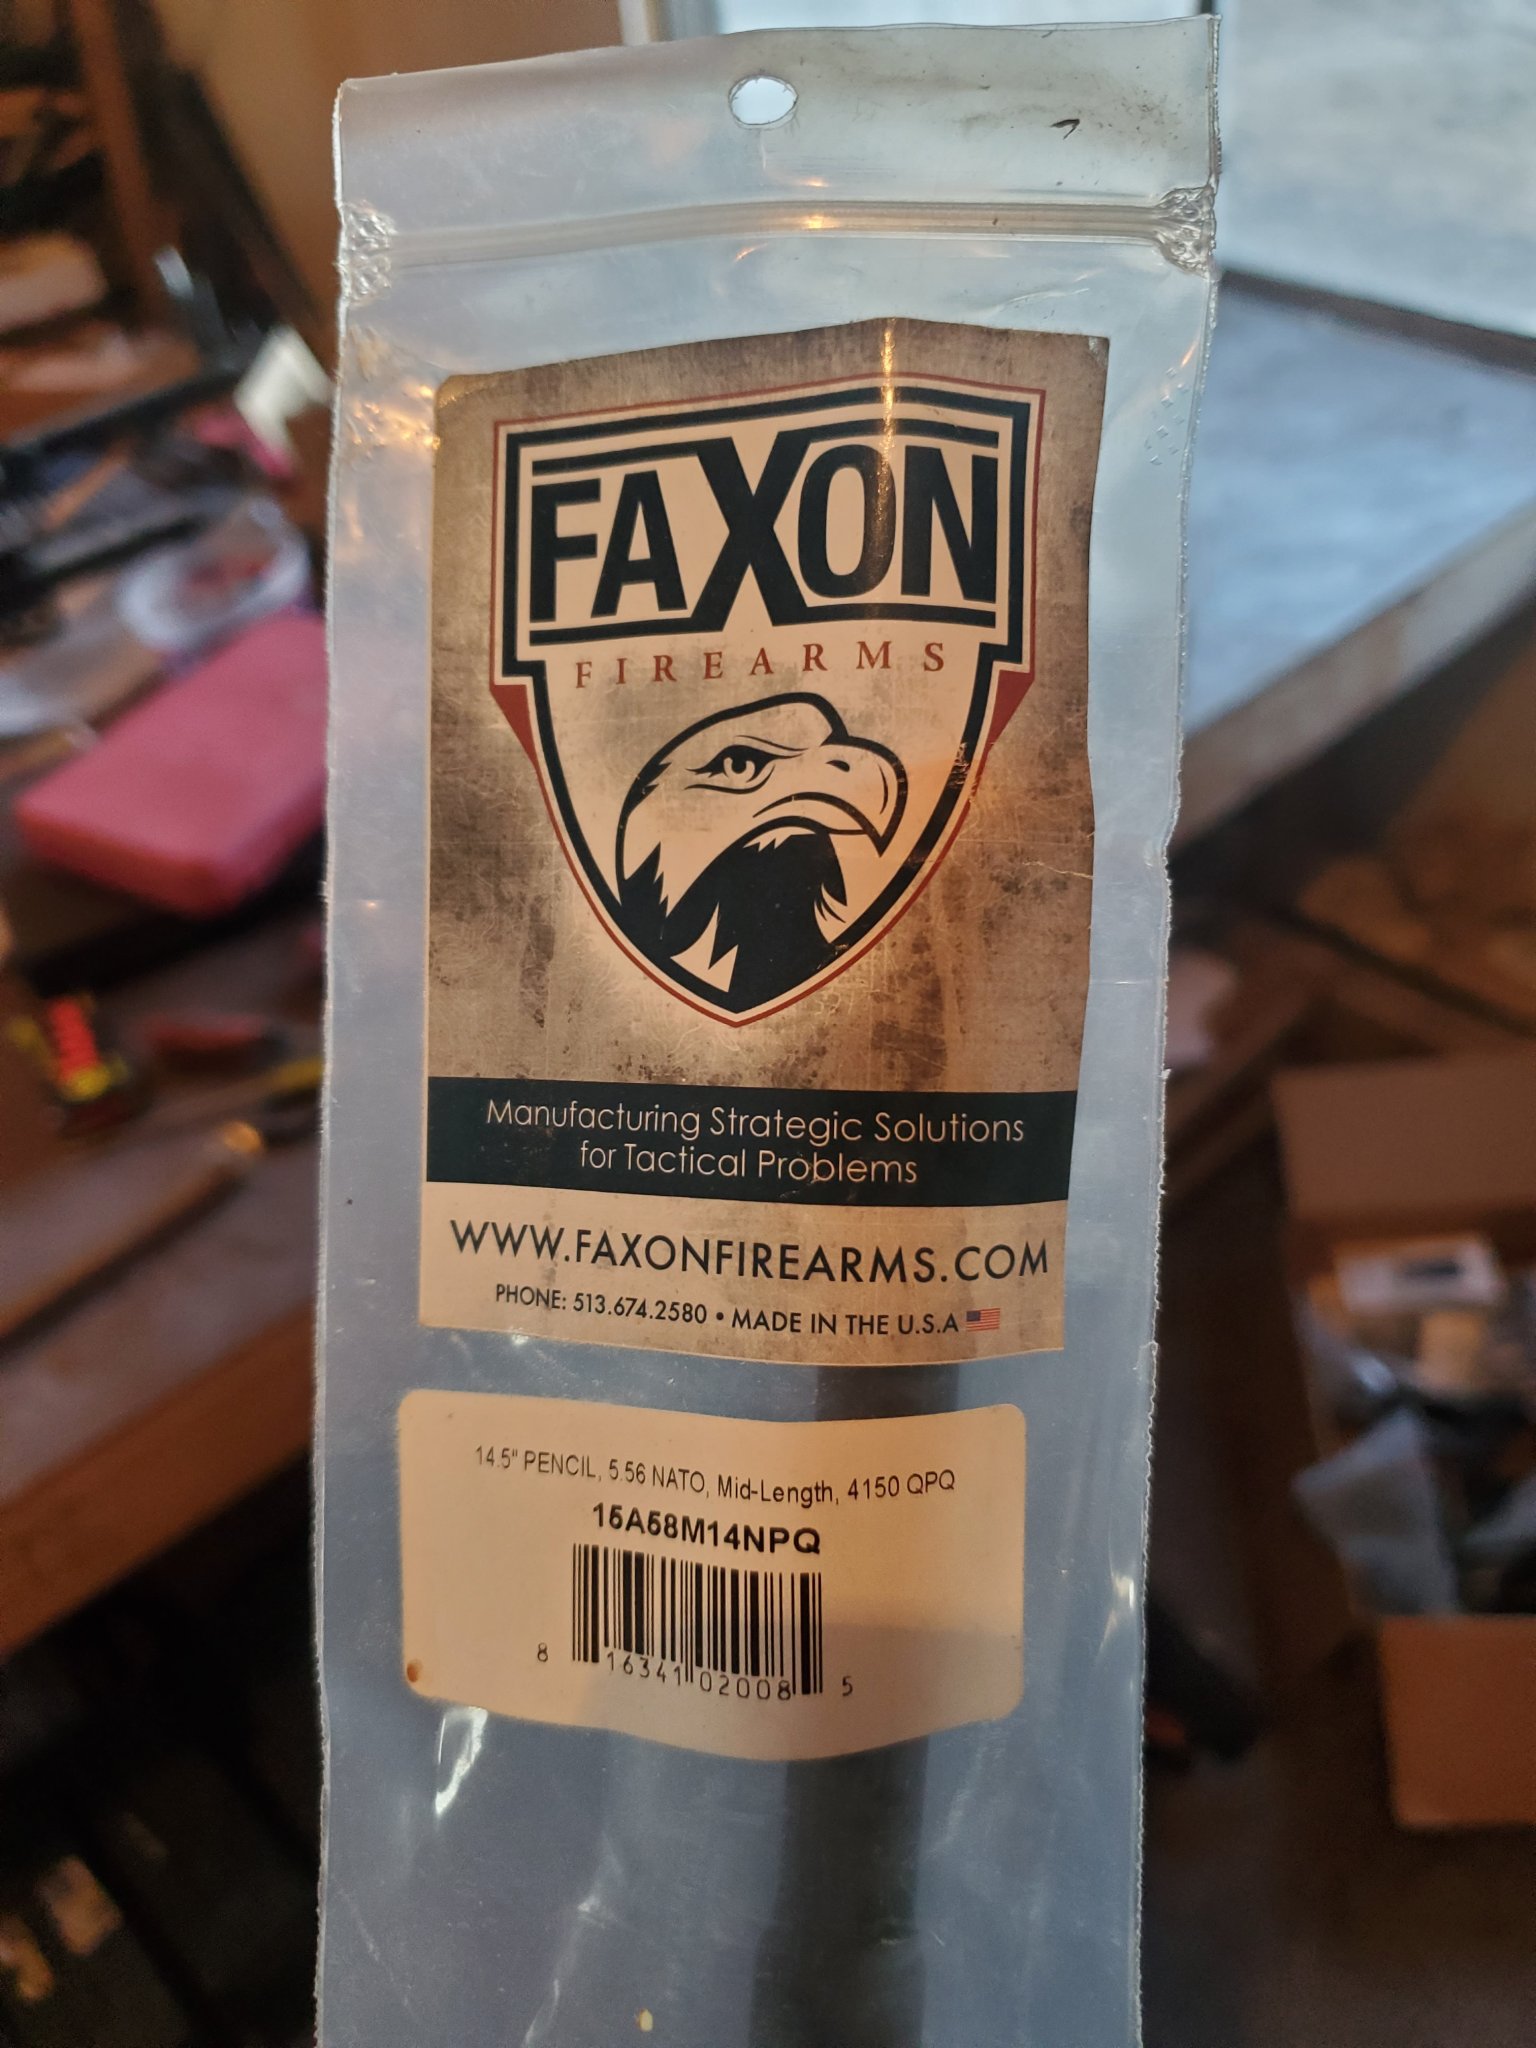 FAXON
FIREARMS
Manufacturing Strategic Solutions
for Tactical Problems
WWW.FAXONFIREARMS.COM
PHONE: 513.674.2580 • MADE IN THE U.S.A
14.5" PENCIL, 5.56 NATO, Mid-Length, 4150 QPQ
15A58M14NPQ
8 16341 02008 5